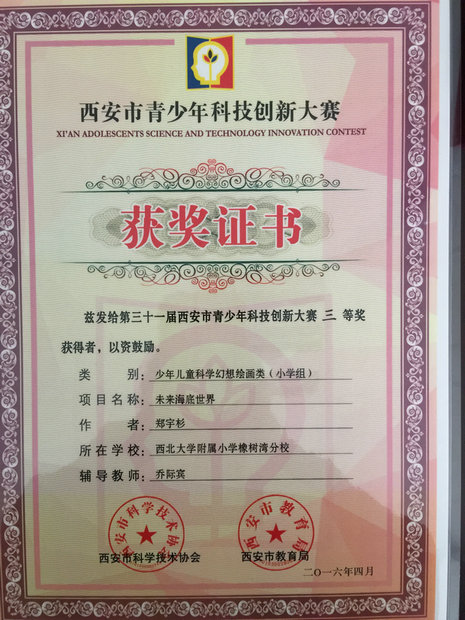 西安市青少年科技创新大赛
XI'AN ADOLESCENTS SCIENCE AND TECHNOLOGY INNOVATION CONTEST
获奖证书
兹发给第三十一届西安市青少年科技创新大赛 三 等奖
获得者，以资鼓励。
类 别：少年儿童科学幻想绘画类（小学组）
项目名称：未来海底世界
作 者：郑宇杉
所在学校：西北大学附属小学橡树湾分校
辅导教师：乔际宾
西安市科学技术协会
西安市教育局
西安市科学技术协会 西安市教育局
二〇一六年四月